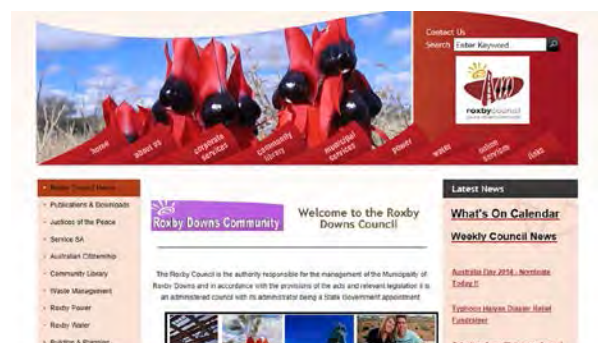 Contact Us
Search Enter Keyword
roxbycouncil
home
about us
corporate
services
community
library
municipal
services
power
water
online
services
links
Roxby Council Home
Publications & Downloads
Justices of the Peace
Service SA
Australian Citizenship
Community Library
Waste Management
Roxby Power
Roxby Water
Building & Planning
Roxby Downs Community
Welcome to the Roxby
Downs Council
The Roxby Council is the authority responsible for the management of the Municipality of
Roxby Downs and in accordance with the provisions of the acts and relevant legislation it is
an administered council with its administrator being a State Government appointment
Latest News
What's On Calendar
Weekly Council News
Australia Day 2014 - Nominate
Today !!
Typhoon Haiyan Disaster Relief
Fundraiser